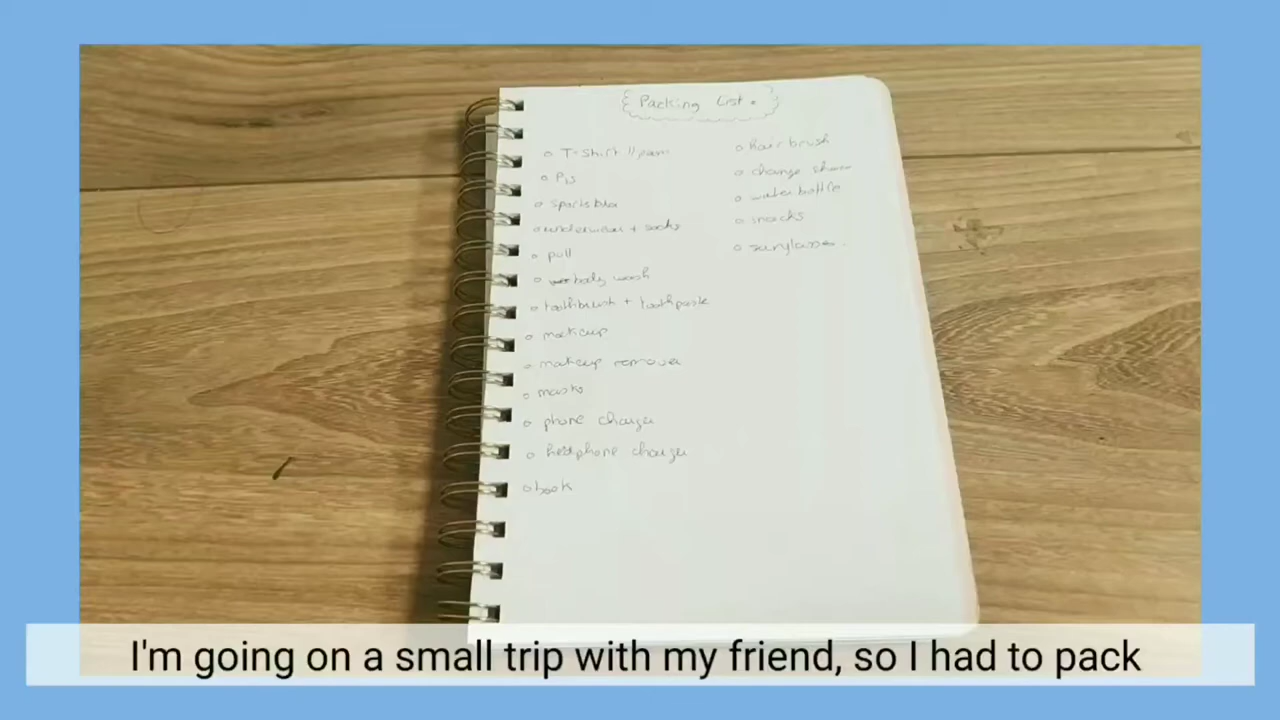 Packing List.
o T-shirt //
o PJs
o sports bra
o underwear + socks
o pull
o body wash
o toothbrush + toothpaste
o mackup
o makeup remover
o masks
o phone charger
o headphone charger
o book
o hair brush
o change shoes
o water bottle
o snacks
o sunglasses.
I'm going on a small trip with my friend, so I had to pack